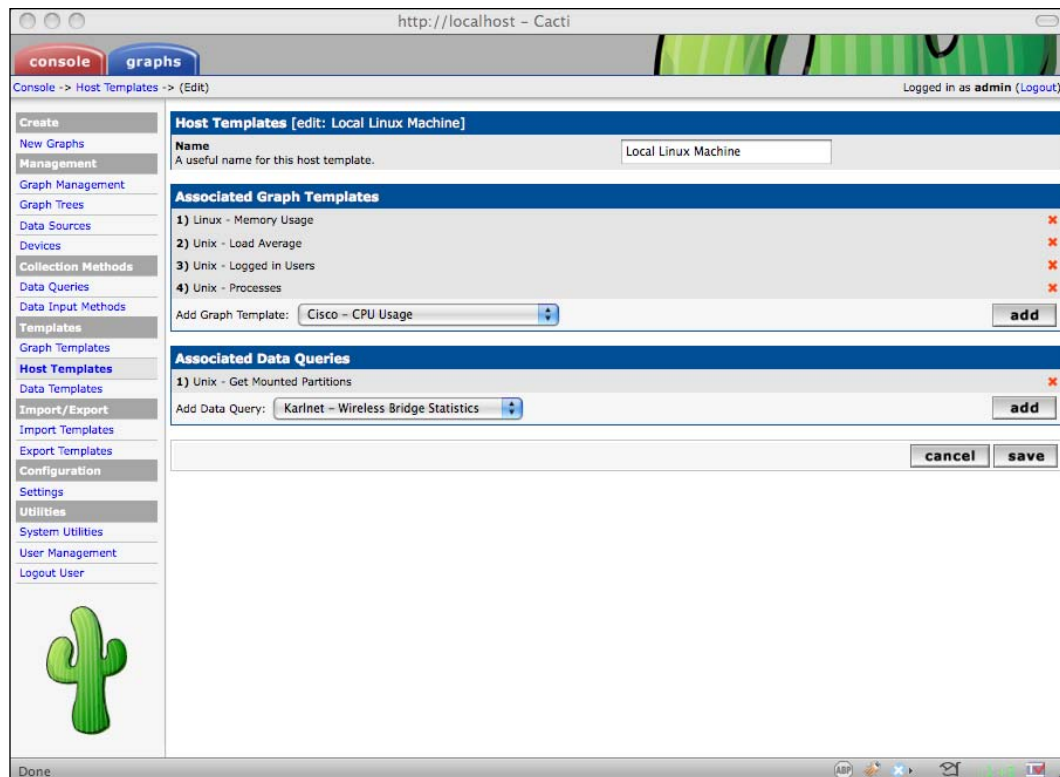 http://localhost – Cacti
console
graphs
Console -> Host Templates -> (Edit)
Logged in as admin (Logout)
Create
New Graphs
Management
Graph Management
Graph Trees
Data Sources
Devices
Collection Methods
Data Queries
Data Input Methods
Templates
Graph Templates
Host Templates
Data Templates
Import/Export
Import Templates
Export Templates
Configuration
Settings
Utilities
System Utilities
User Management
Logout User
Host Templates [edit: Local Linux Machine]
Name
A useful name for this host template.
Local Linux Machine
Associated Graph Templates
1) Linux - Memory Usage
2) Unix - Load Average
3) Unix - Logged in Users
4) Unix - Processes
Add Graph Template: Cisco – CPU Usage
add
Associated Data Queries
1) Unix - Get Mounted Partitions
Add Data Query: Karlnet – Wireless Bridge Statistics
add
cancel
save
Done
ABP